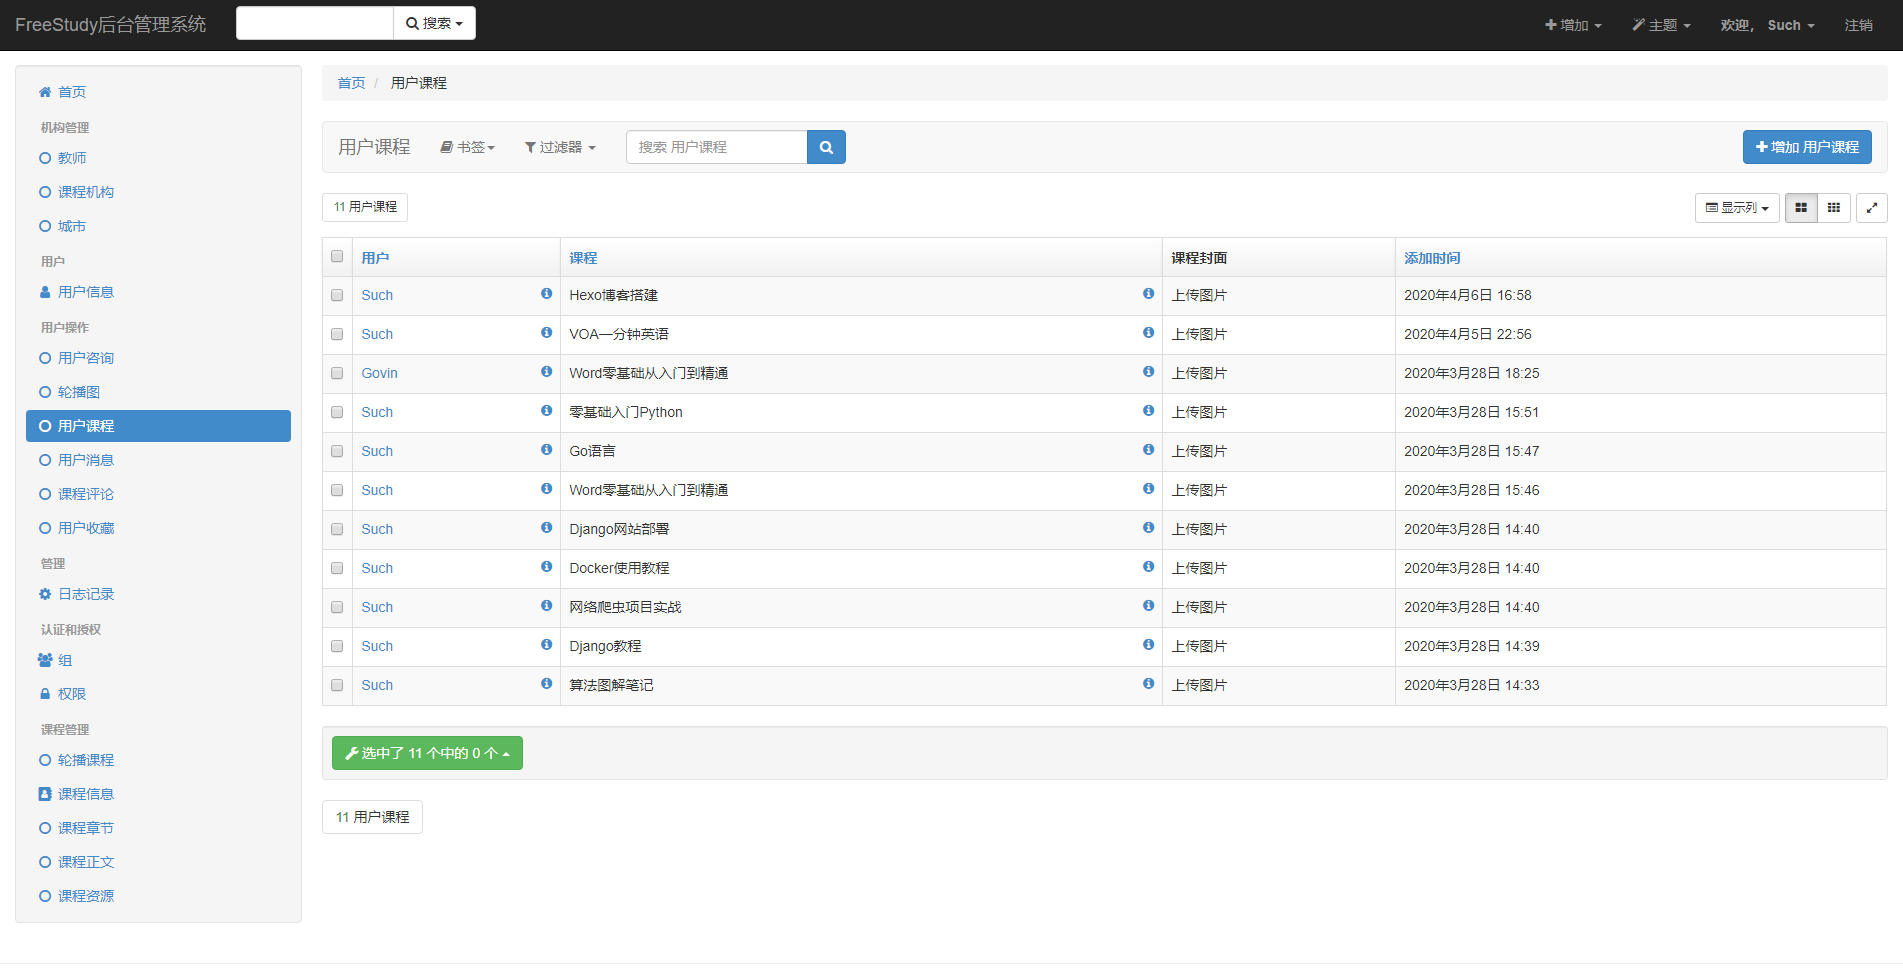 FreeStudy后台管理系统 搜索 增加 主题 欢迎， Such 注销
首页
机构管理
教师
课程机构
城市
用户
用户信息
用户操作
用户咨询
轮播图
用户课程
用户消息
课程评论
用户收藏
管理
日志记录
认证和授权
组
权限
课程管理
轮播课程
课程信息
课程章节
课程正文
课程资源
首页 / 用户课程
用户课程 书签 过滤器 搜索 用户课程 增加 用户课程
11 用户课程 显示列
用户 课程 课程封面 添加时间
Such Hexo博客搭建 上传图片 2020年4月6日 16:58
Such VOA—分钟英语 上传图片 2020年4月5日 22:56
Govin Word零基础从入门到精通 上传图片 2020年3月28日 18:25
Such 零基础入门Python 上传图片 2020年3月28日 15:51
Such Go语言 上传图片 2020年3月28日 15:47
Such Word零基础从入门到精通 上传图片 2020年3月28日 15:46
Such Django网站部署 上传图片 2020年3月28日 14:40
Such Docker使用教程 上传图片 2020年3月28日 14:40
Such 网络爬虫项目实战 上传图片 2020年3月28日 14:40
Such Django教程 上传图片 2020年3月28日 14:39
Such 算法图解笔记 上传图片 2020年3月28日 14:33
选中了 11 个中的 0 个
11 用户课程